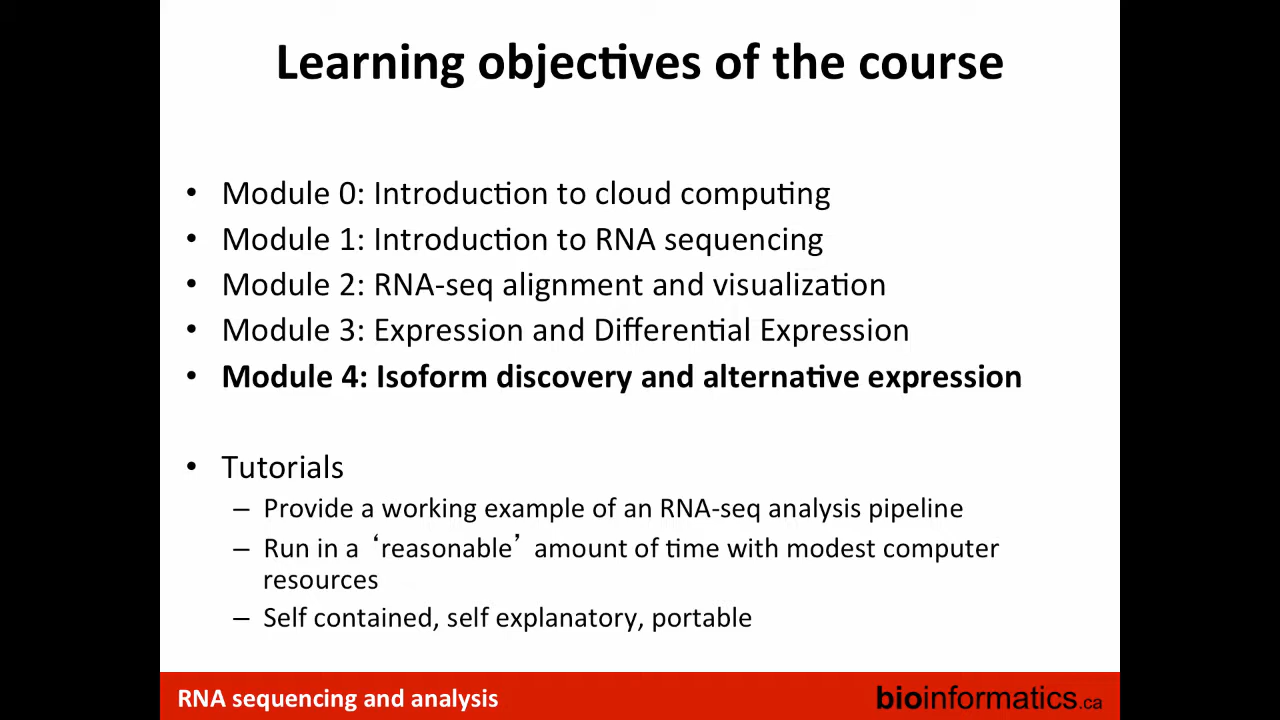 Learning objectives of the course
• Module 0: Introduction to cloud computing
• Module 1: Introduction to RNA sequencing
• Module 2: RNA-seq alignment and visualization
• Module 3: Expression and Differential Expression
• Module 4: Isoform discovery and alternative expression
• Tutorials
– Provide a working example of an RNA-seq analysis pipeline
– Run in a ‘reasonable’ amount of time with modest computer
resources
– Self contained, self explanatory, portable
RNA sequencing and analysis
bioinformatics.ca